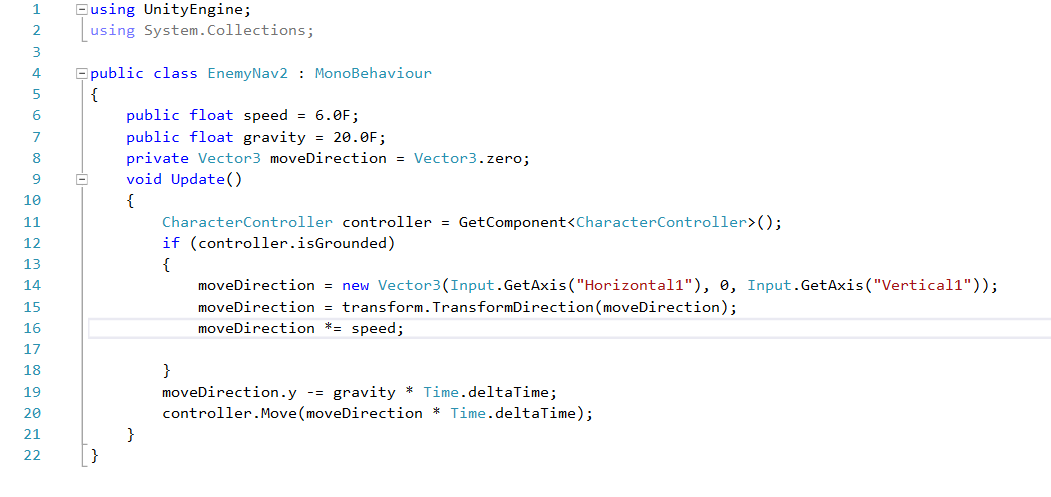 1 using UnityEngine;
2 using System.Collections;
3
4 public class EnemyNav2 : MonoBehaviour
5 {
6     public float speed = 6.0F;
7     public float gravity = 20.0F;
8     private Vector3 moveDirection = Vector3.zero;
9     void Update()
10     {
11         CharacterController controller = GetComponent<CharacterController>();
12         if (controller.isGrounded)
13         {
14             moveDirection = new Vector3(Input.GetAxis("Horizontal1"), 0, Input.GetAxis("Vertical1"));
15             moveDirection = transform.TransformDirection(moveDirection);
16             moveDirection *= speed;
17
18         }
19         moveDirection.y -= gravity * Time.deltaTime;
20         controller.Move(moveDirection * Time.deltaTime);
21     }
22 }